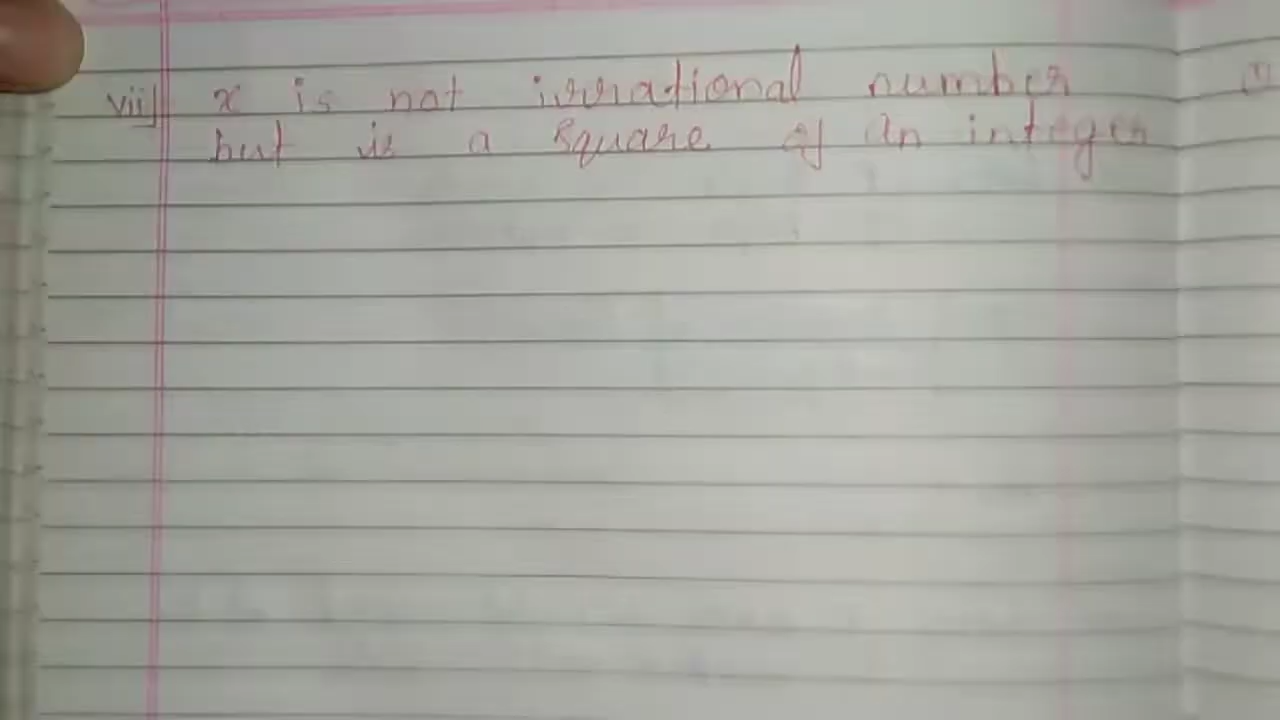 vii] x is not irrational number
but is a square of an integer